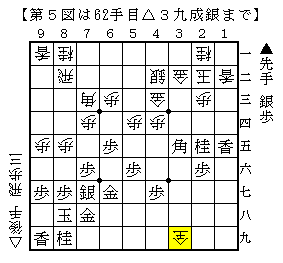 【第５図は62手目△３九成銀まで】
９ ８ ７ ６ ５ ４ ３ ２ １
香 桂 桂 一
飛 銀 金 玉 香 二
角 歩 金 歩 三
歩 歩 歩 四
歩 歩 歩 角 桂 香 五
歩 歩 歩 六
歩 歩 銀 金 歩 七
玉 金 八
香 桂 全 九
▲先手 銀歩
△後手 飛歩三